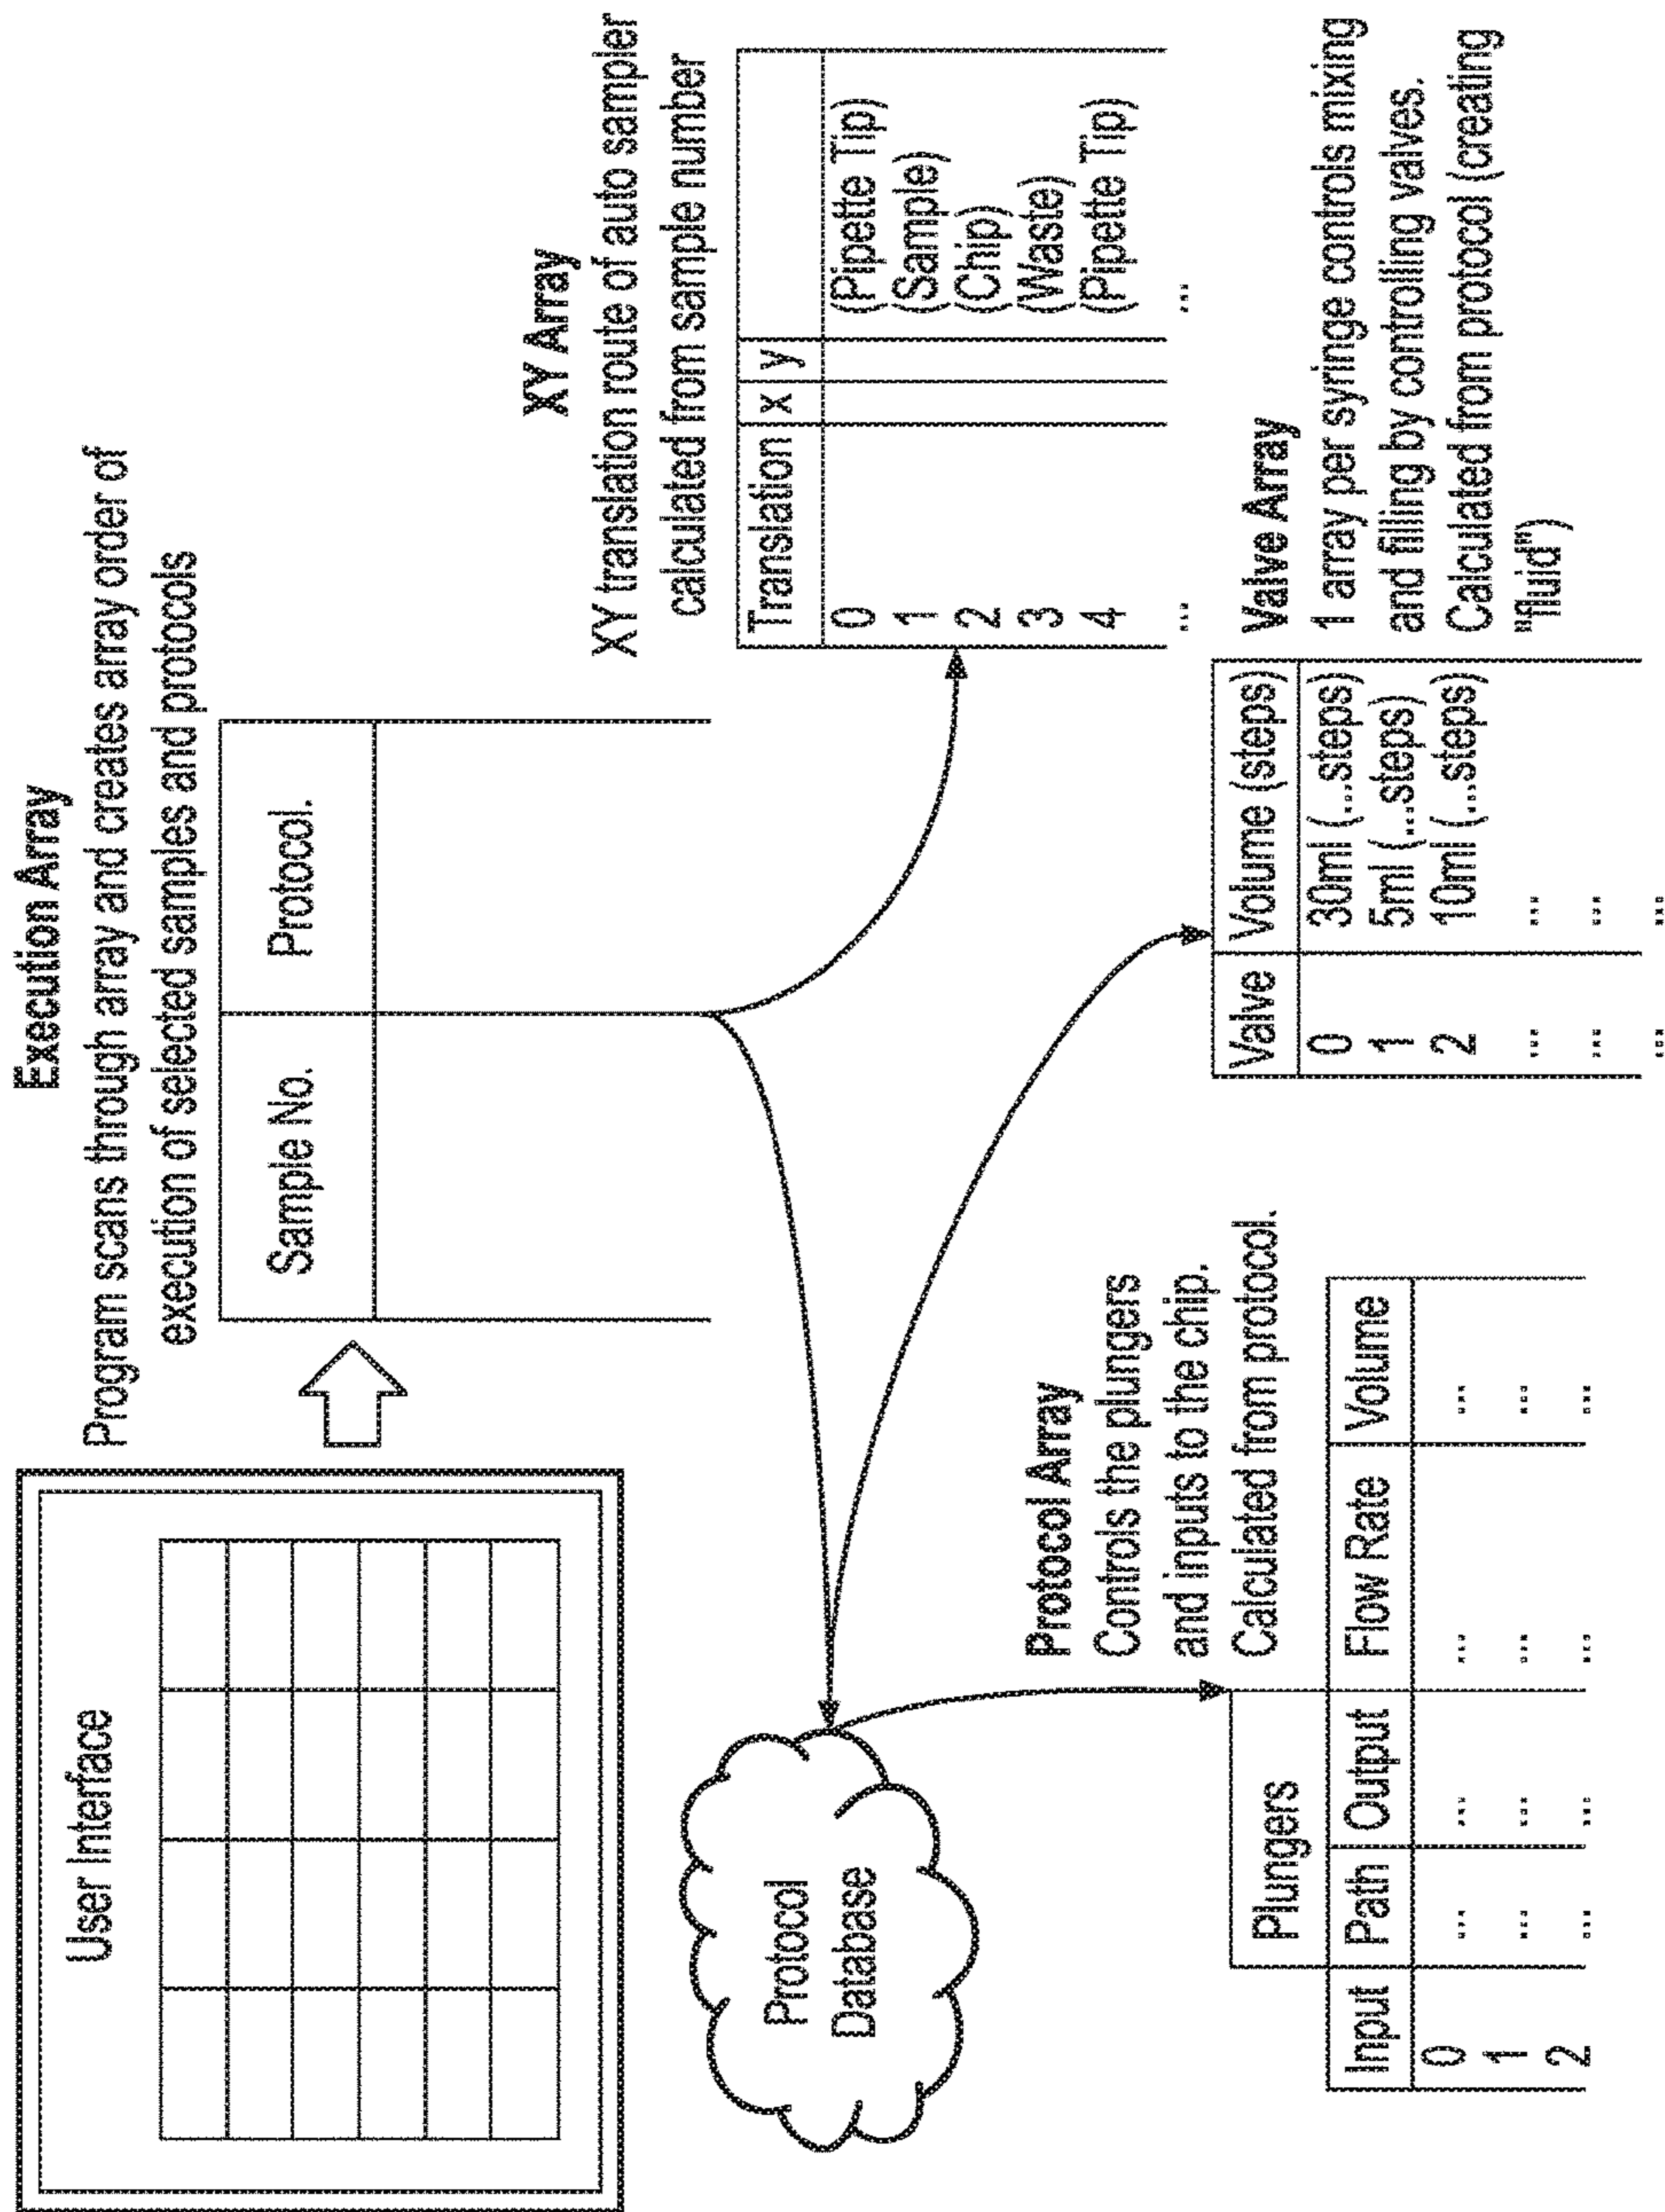 User Interface
Execution Array
Program scans through array and creates array order of
execution of selected samples and protocols
Sample No. Protocol.
XY Array
XY translation route of auto sampler
calculated from sample number
Translation x y
0 (Pipette Tip)
1 (Sample)
2 (Chip)
3 (Waste)
4 (Pipette Tip)
... ...
Protocol
Database
Protocol Array
Controls the plungers
and inputs to the chip.
Calculated from protocol.
Plungers
Input Path Output Flow Rate Volume
0 ... ... ... ...
1 ... ... ... ...
2 ... ... ... ...
Valve Volume (steps)
0 30ml (...steps)
1 5ml (...steps)
2 10ml (...steps)
... ...
... ...
... ...
Valve Array
1 array per syringe controls mixing
and filling by controlling valves.
Calculated from protocol (creating
"fluid")